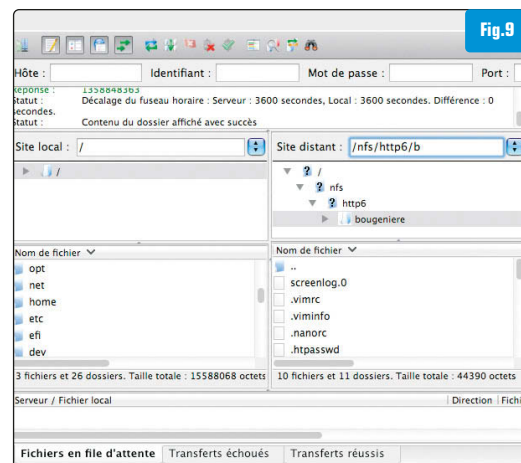 Fig.9
Hôte : Identifiant : Mot de passe : Port :
Réponse : 1358848363
Statut : Décalage du fuseau horaire : Serveur : 3600 secondes, Local : 3600 secondes. Différence : 0
secondes.
Statut : Contenu du dossier affiché avec succès
Site local : /
Site distant : /nfs/http6/b
/
?  /
? nfs
? http6
bougeniere
Nom de fichier
opt
net
home
etc
efi
dev
3 fichiers et 26 dossiers. Taille totale : 15588068 octets
Nom de fichier
..
screenlog.0
.vimrc
.viminfo
.nanorc
.htpasswd
10 fichiers et 11 dossiers. Taille totale : 44390 octets
Serveur / Fichier local Direction Fichi
Fichiers en file d'attente Transferts échoués Transferts réussis